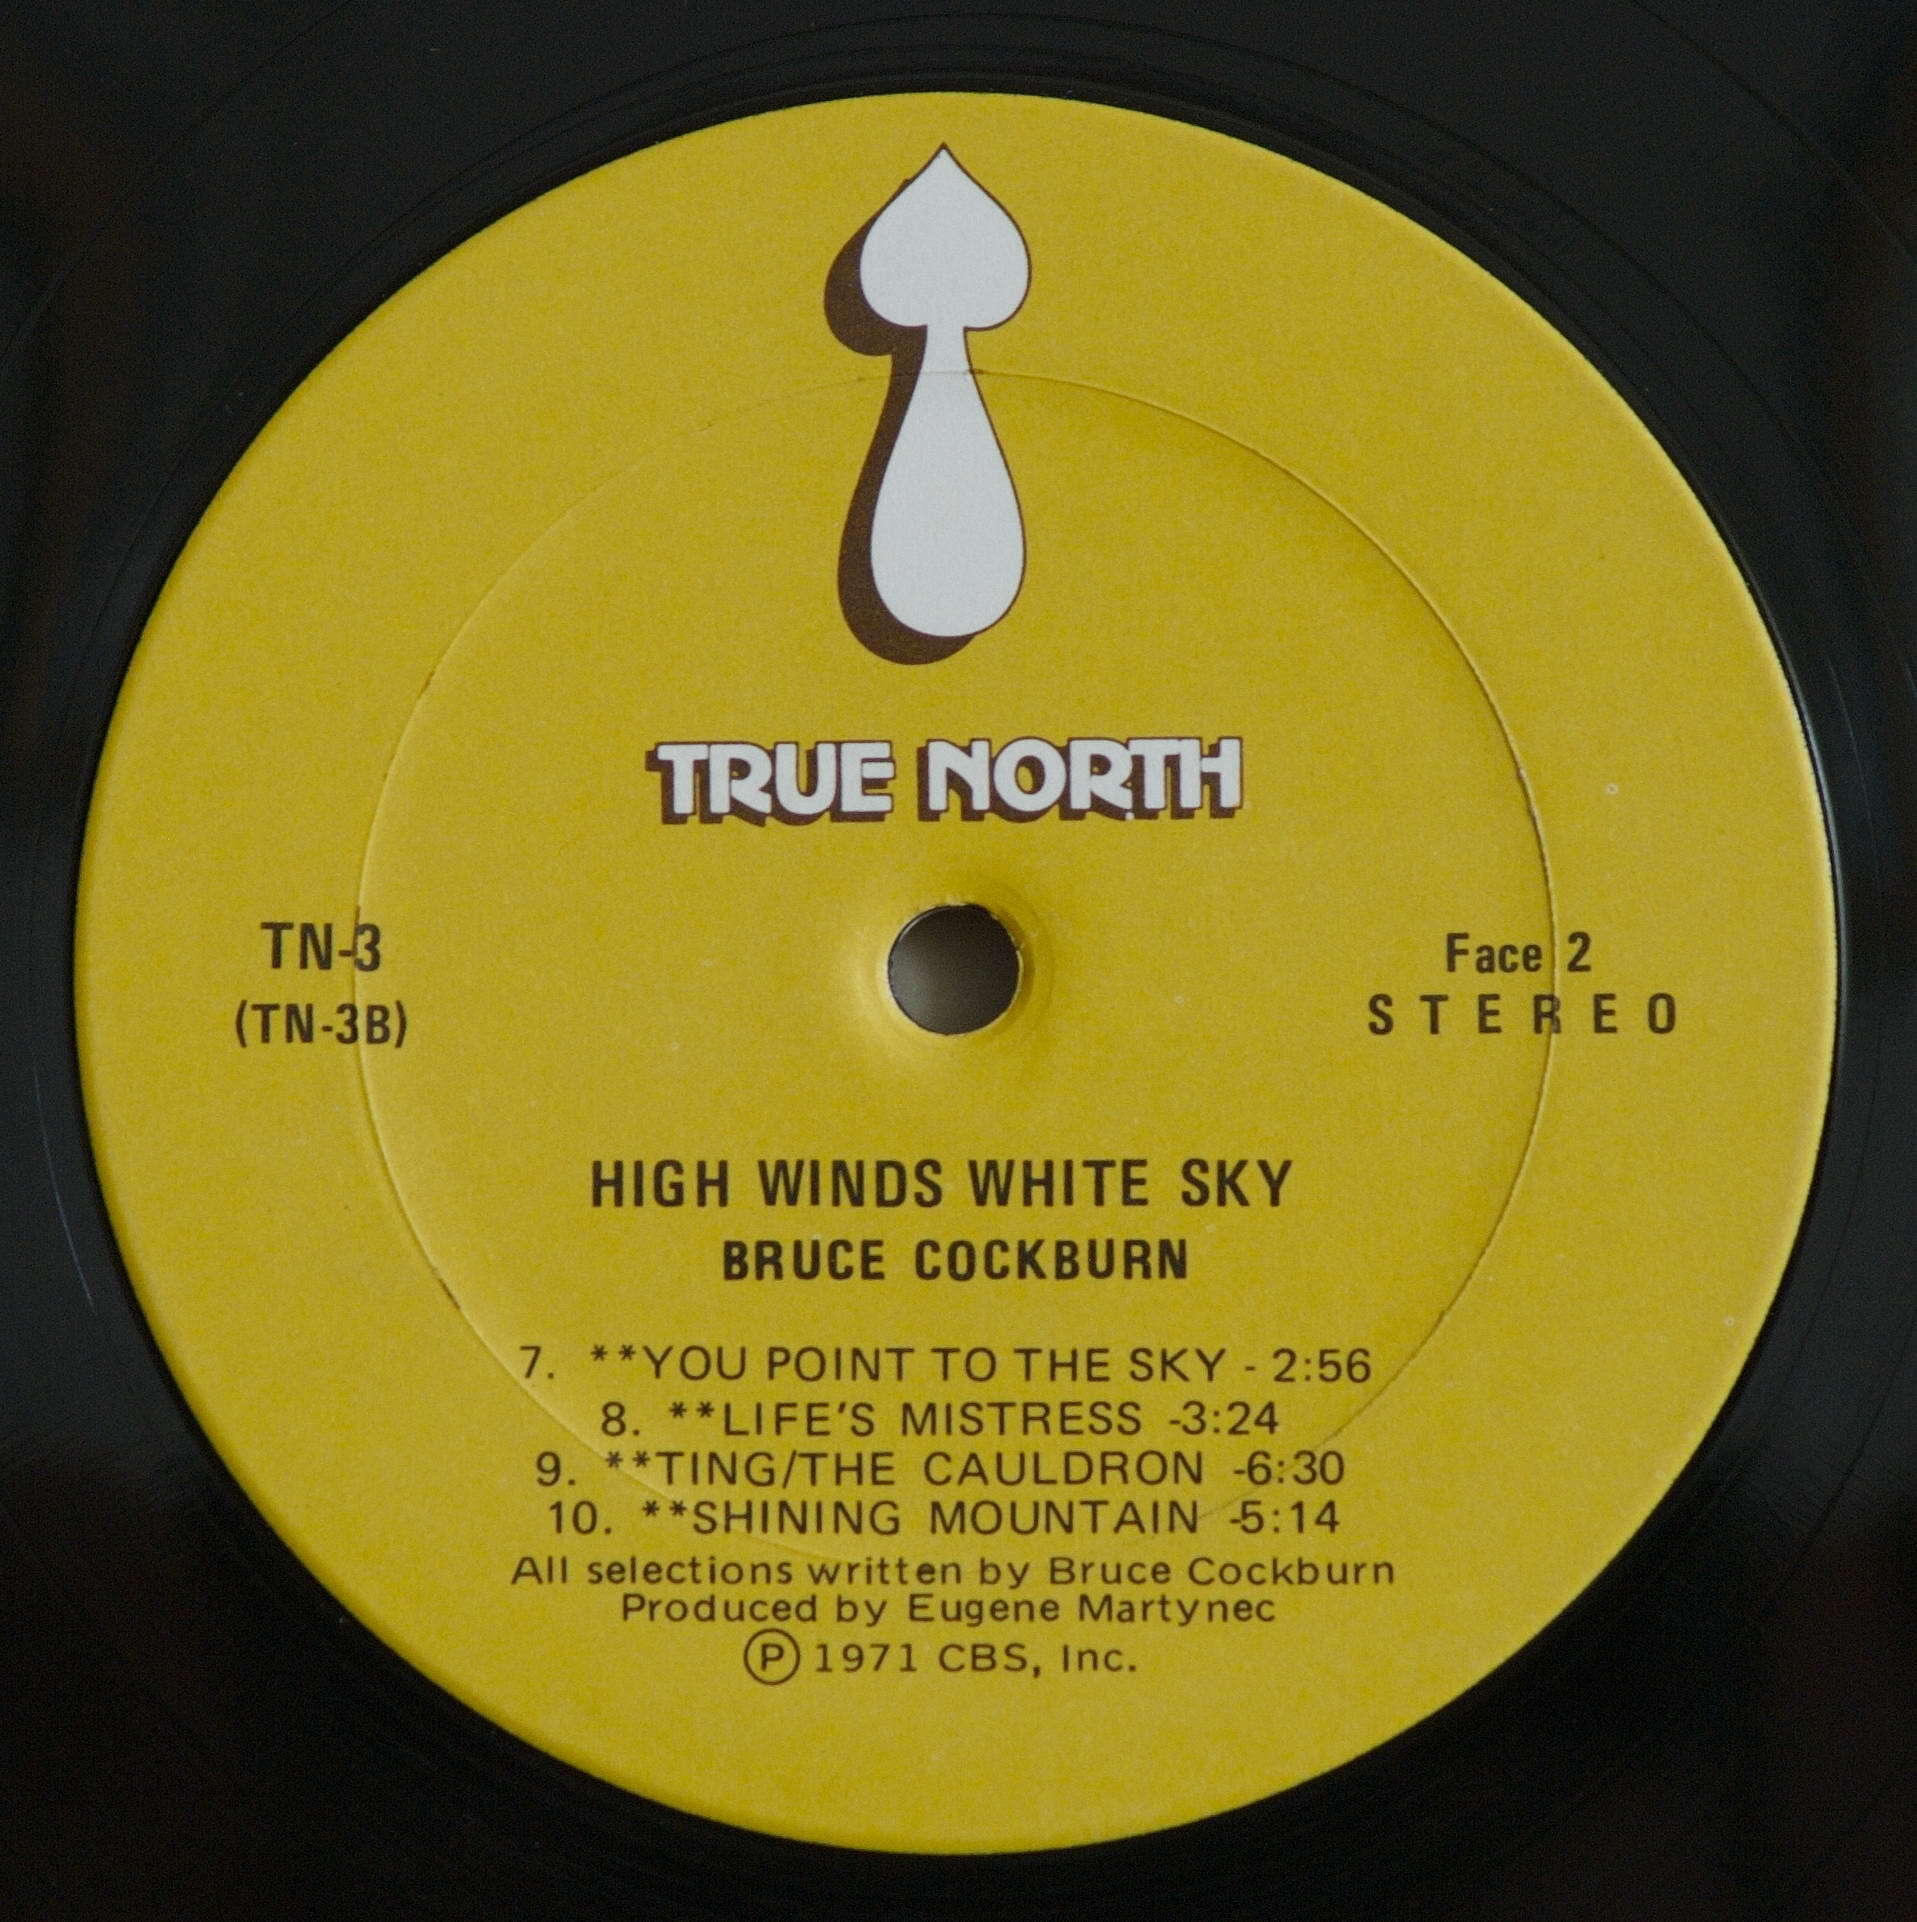 TRUE NORTH
TN-3
(TN-3B)
Face 2
STEREO
HIGH WINDS WHITE SKY
BRUCE COCKBURN
7. **YOU POINT TO THE SKY - 2:56
8. **LIFE'S MISTRESS -3:24
9. **TING/THE CAULDRON -6:30
10. **SHINING MOUNTAIN -5:14
All selections written by Bruce Cockburn
Produced by Eugene Martynec
Ⓟ 1971 CBS, Inc.